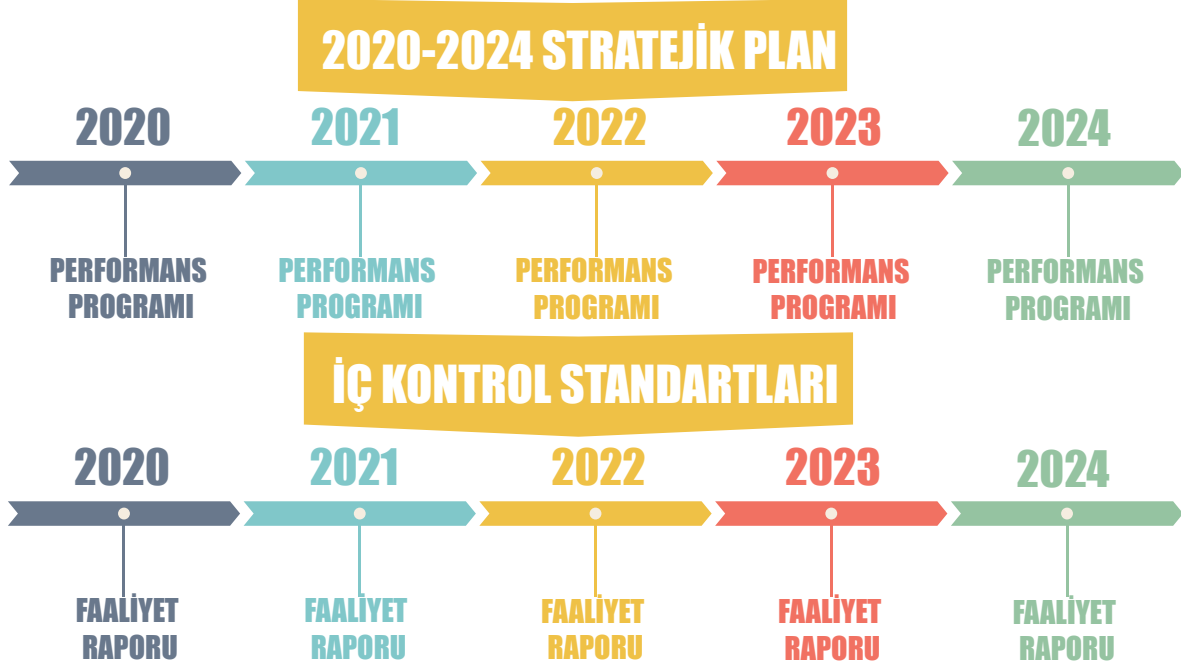 2020-2024 STRATEJİK PLAN
2020
2021
2022
2023
2024
PERFORMANS
PROGRAMI
PERFORMANS
PROGRAMI
PERFORMANS
PROGRAMI
PERFORMANS
PROGRAMI
PERFORMANS
PROGRAMI
İÇ KONTROL STANDARTLARI
2020
2021
2022
2023
2024
FAALİYET
RAPORU
FAALİYET
RAPORU
FAALİYET
RAPORU
FAALİYET
RAPORU
FAALİYET
RAPORU